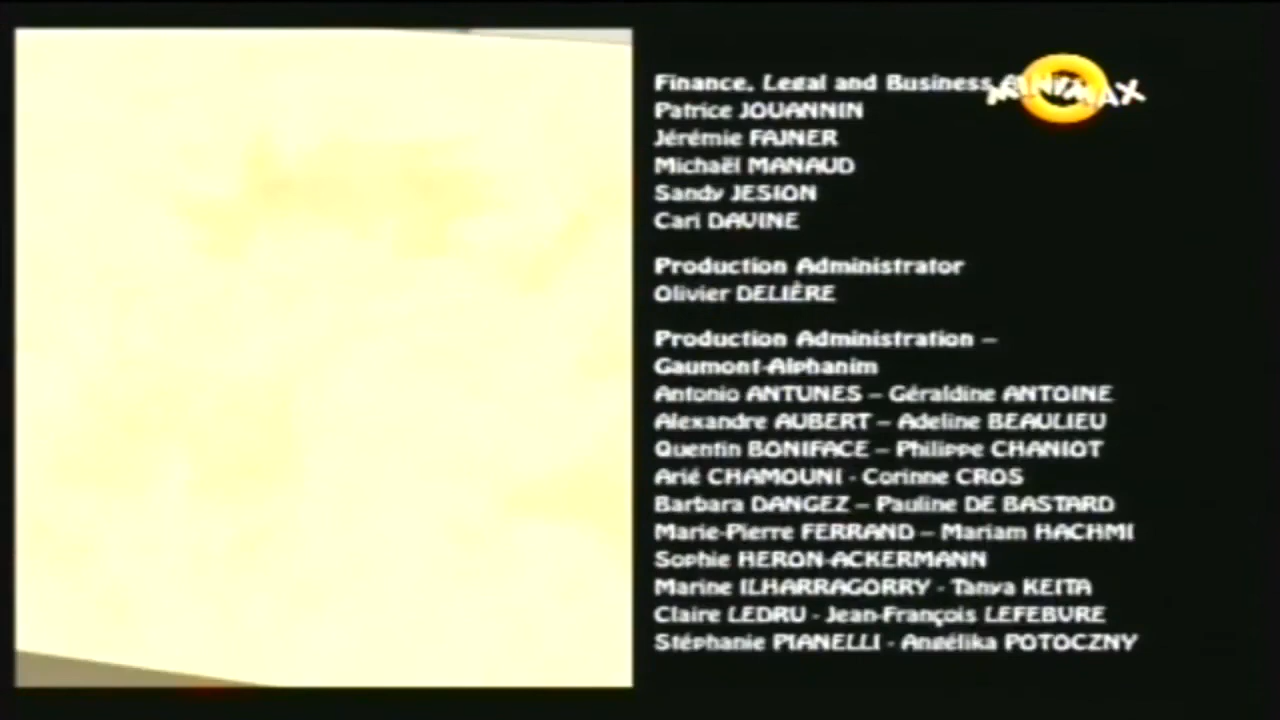 Finance, Legal and Business
MINIMAX
Patrice JOUANNIN
Jérémie FAJNER
Michaël MANAUD
Sandy JESION
Carl DAVINE
Production Administrator
Olivier DELIÈRE
Production Administration –
Gaumont-Alphanim
Antonio ANTUNES – Géraldine ANTOINE
Alexandre AUBERT – Adeline BEAULIEU
Quentin BONIFACE – Philippe CHANIOT
Arié CHAMOUNI - Corinne CROS
Barbara DANGEZ – Pauline DE BASTARD
Marie-Pierre FERRAND – Mariam HACHMI
Sophie HERON-ACKERMANN
Marine ILHARRAGORRY - Tanya KEITA
Claire LEDRU - Jean-François LEFEBURE
Stéphanie PIANELLI - Angélika POTOCZNY